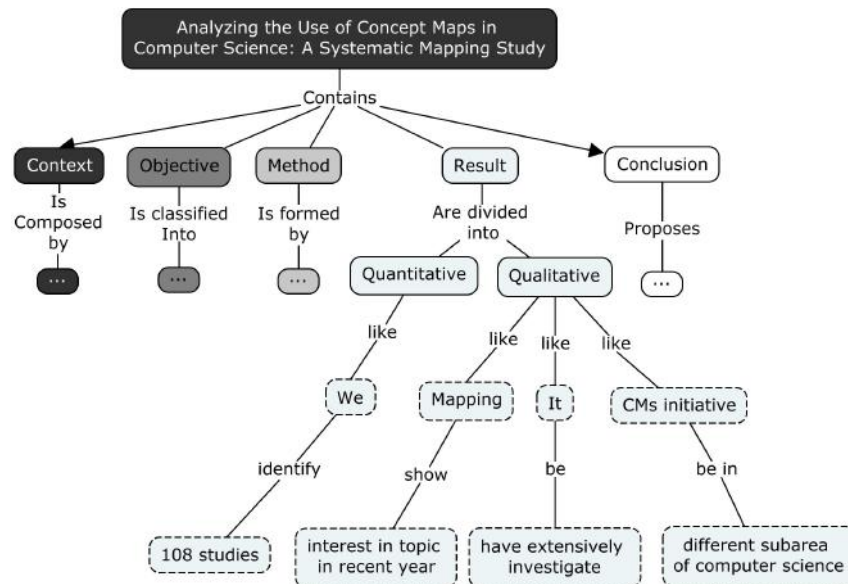 Analyzing the Use of Concept Maps in
Computer Science: A Systematic Mapping Study
Contains
Context
Objective
Method
Result
Conclusion
Is
Composed
by
Is classified
Into
Is formed
by
Are divided
into
Proposes
...
...
...
...
Quantitative
Qualitative
like
like
like
like
We
Mapping
It
CMs initiative
identify
show
be
be in
108 studies
interest in topic
in recent year
have extensively
investigate
different subarea
of computer science